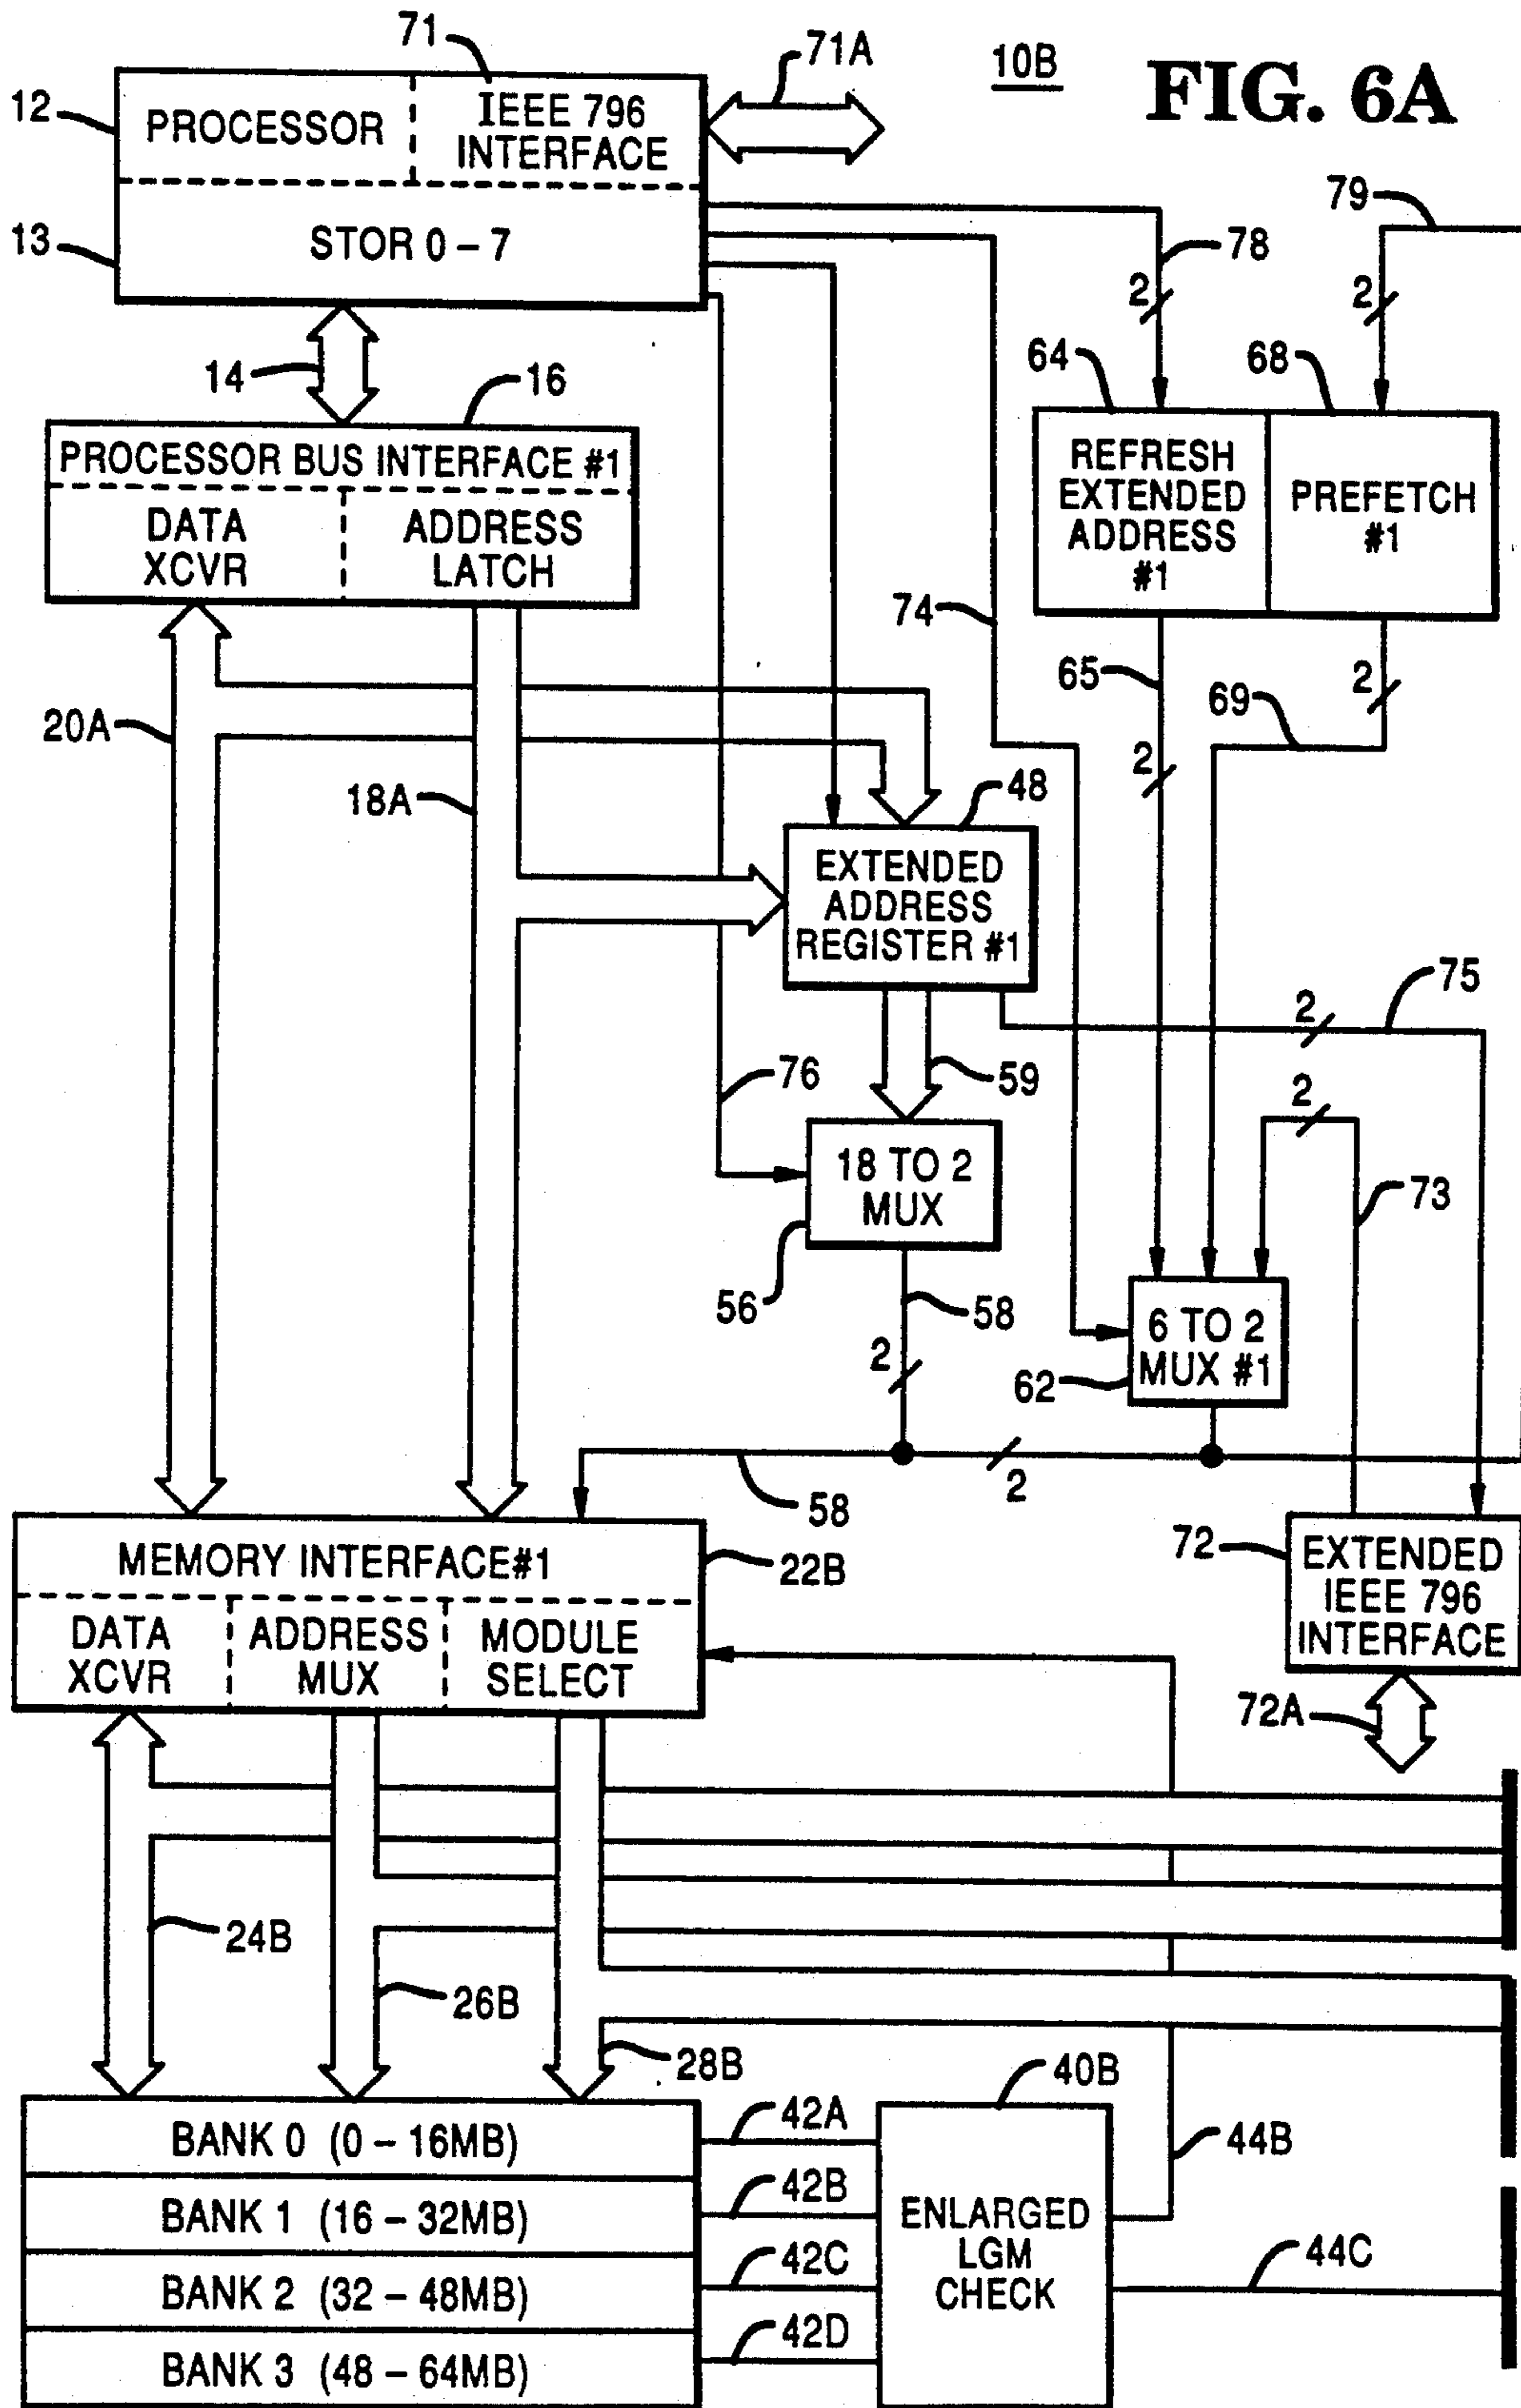 71
71A
10B
FIG. 6A
12
PROCESSOR
IEEE 796
INTERFACE
13
STOR 0 – 7
79
78
2
2
14
16
64
68
PROCESSOR BUS INTERFACE #1
DATA
XCVR
ADDRESS
LATCH
REFRESH
EXTENDED
ADDRESS
#1
PREFETCH
#1
74
65
69
2
2
20A
18A
48
EXTENDED
ADDRESS
REGISTER #1
75
2
76
59
2
18 TO 2
MUX
73
56
58
2
6 TO 2
MUX #1
62
58
2
MEMORY INTERFACE#1
22B
DATA
XCVR
ADDRESS
MUX
MODULE
SELECT
72
EXTENDED
IEEE 796
INTERFACE
72A
24B
26B
28B
40B
BANK 0 (0 – 16MB)
BANK 1 (16 – 32MB)
BANK 2 (32 – 48MB)
BANK 3 (48 – 64MB)
42A
42B
42C
42D
ENLARGED
LGM
CHECK
44B
44C